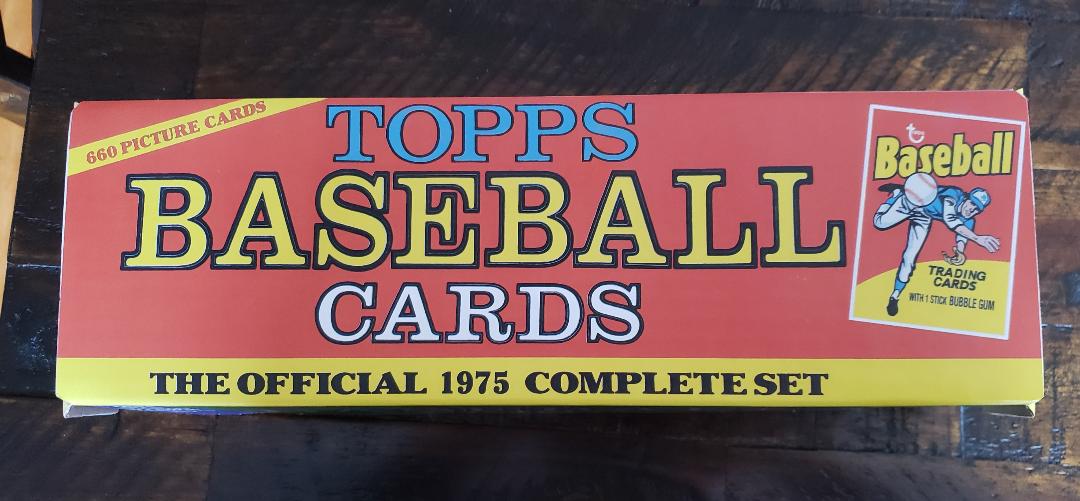 660 PICTURE CARDS
TOPPS
BASEBALL
CARDS
THE OFFICIAL 1975 COMPLETE SET
Baseball
TRADING
CARDS
WITH 1 STICK BUBBLE GUM